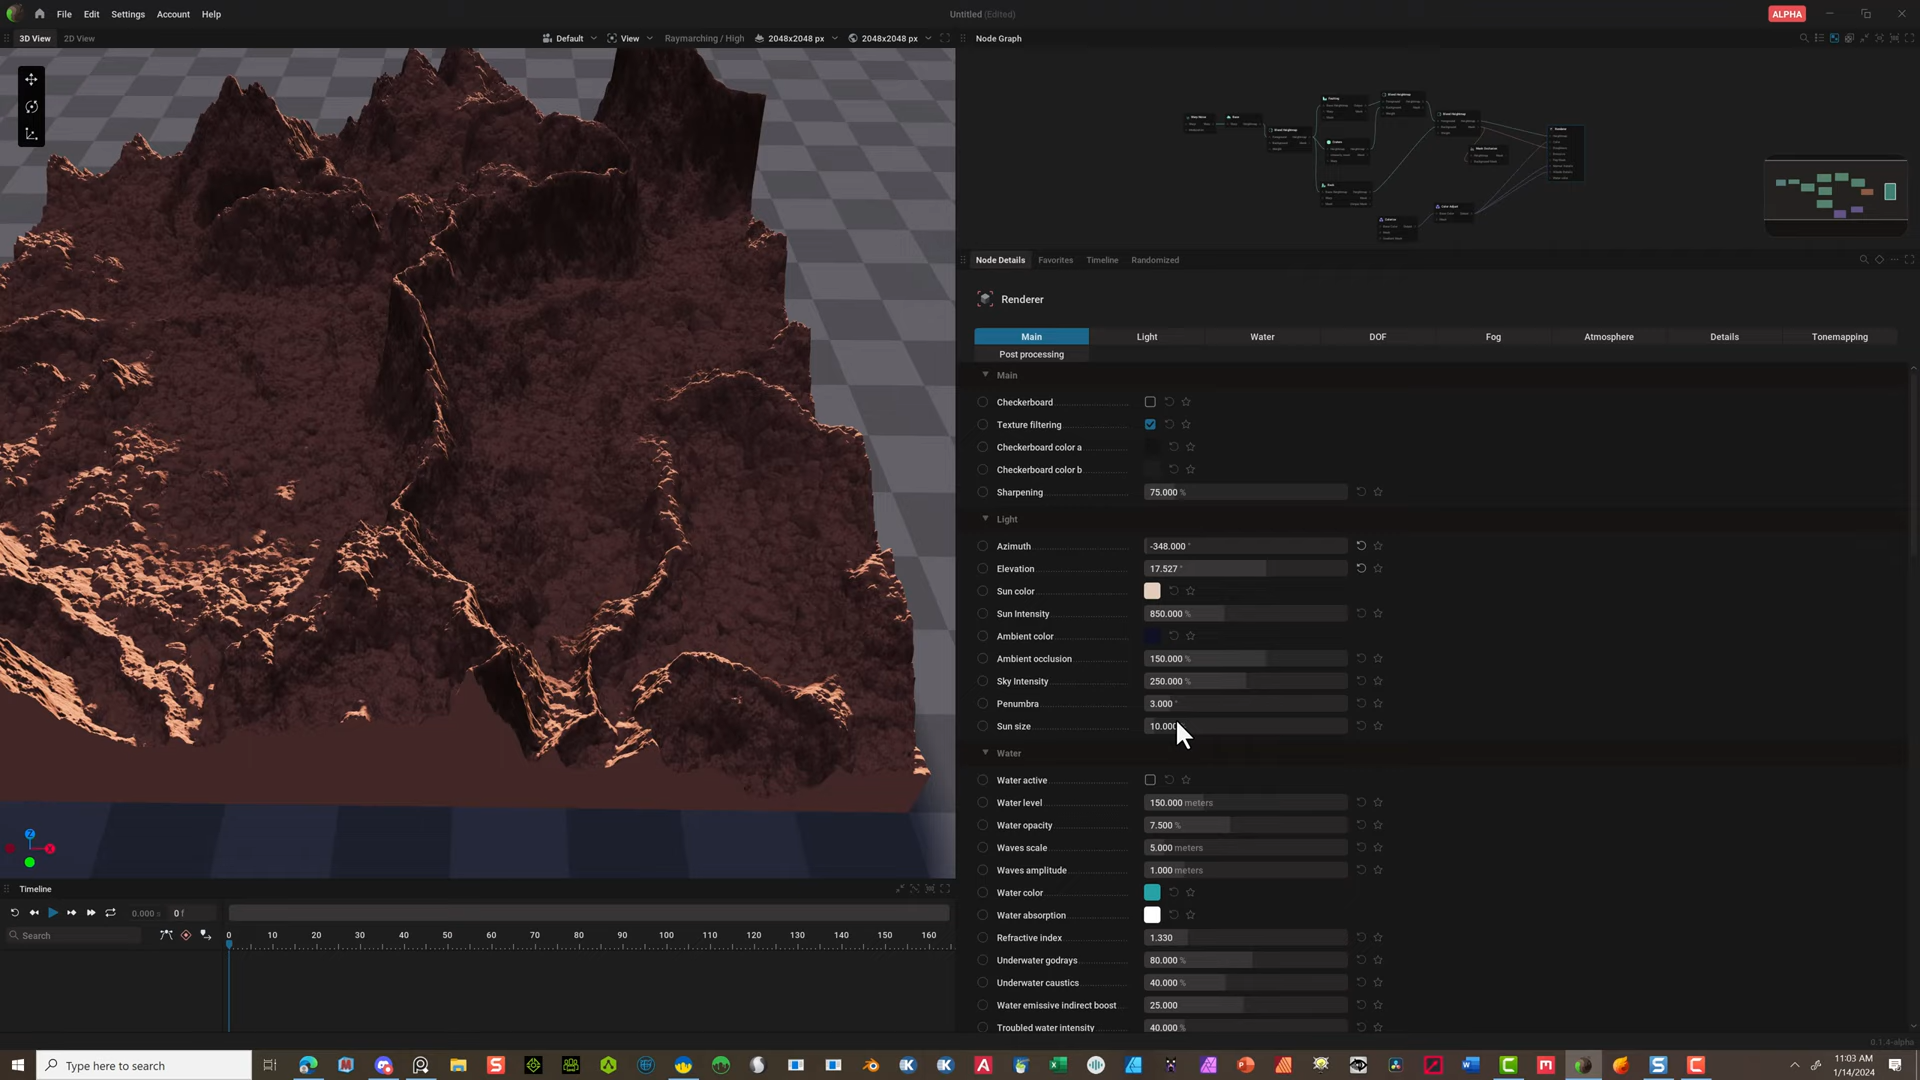 File Edit Settings Account Help
Untitled (Edited)
ALPHA
3D View 2D View
Default View Raymarching / High 2048x2048 px 2048x2048 px
Node Graph
Node Details Favorites Timeline Randomized
Renderer
Main Light Water DOF Fog Atmosphere Details Tonemapping
Post processing
Main
Checkerboard
Texture filtering
Checkerboard color a
Checkerboard color b
Sharpening 75.000 %
Light
Azimuth -348.000 °
Elevation 17.527 °
Sun color
Sun Intensity 850.000 %
Ambient color
Ambient occlusion 150.000 %
Sky Intensity 250.000 %
Penumbra 3.000 °
Sun size 10.000
Water
Water active
Water level 150.000 meters
Water opacity 7.500 %
Waves scale 5.000 meters
Waves amplitude 1.000 meters
Water color
Water absorption
Refractive index 1.330
Underwater godrays 80.000 %
Underwater caustics 40.000 %
Water emissive indirect boost 25.000
Troubled water intensity 40.000 %
Z
X
Timeline
0.000 s 0 f
Search
0 10 20 30 40 50 60 70 80 90 100 110 120 130 140 150 160
0.1.4-alpha
Type here to search
11:03 AM
1/14/2024